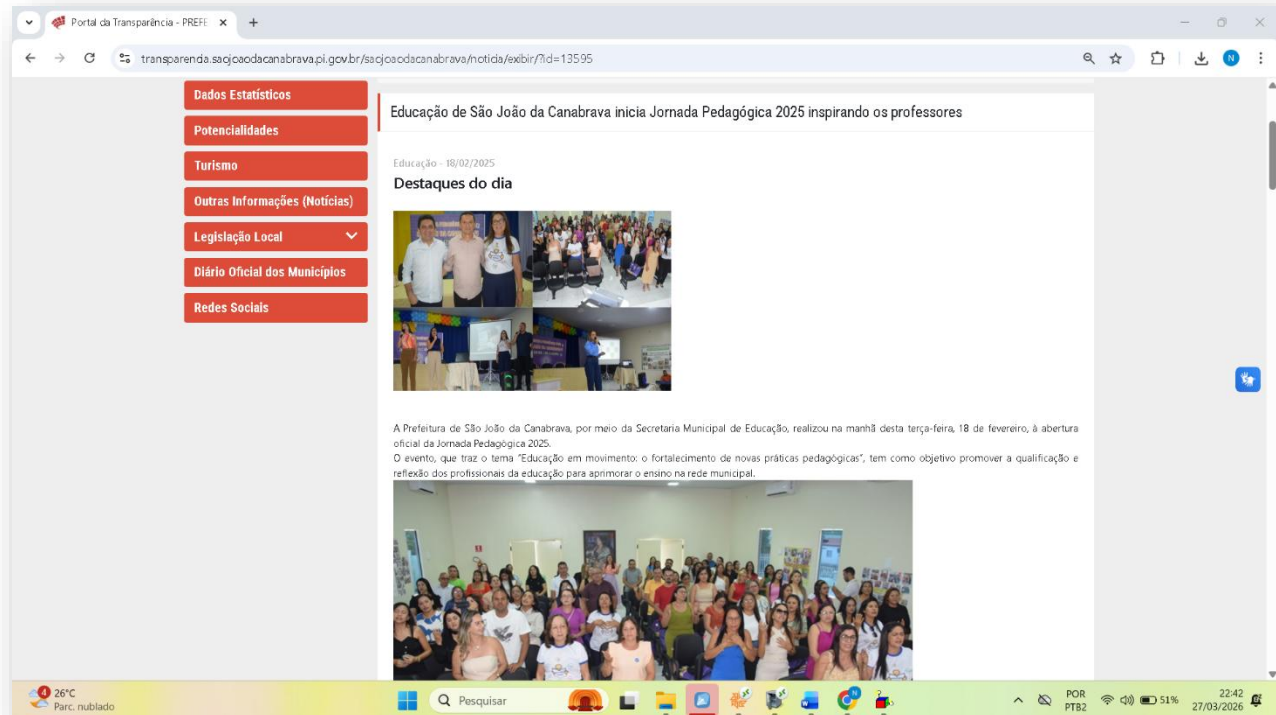 Portal da Transparência - PREFE
transparencia.saojoaodacanabrava.pi.gov.br/saojoaodacanabrava/noticia/exibir/?id=13595
N
Dados Estatísticos
Potencialidades
Turismo
Outras Informações (Notícias)
Legislação Local
Diário Oficial dos Municípios
Redes Sociais
Educação de São João da Canabrava inicia Jornada Pedagógica 2025 inspirando os professores
Educação - 18/02/2025
Destaques do dia
A Prefeitura de São João da Canabrava, por meio da Secretaria Municipal de Educação, realizou na manhã desta terça-feira, 18 de fevereiro, à abertura
oficial da Jornada Pedagógica 2025.
O evento, que traz o tema "Educação em movimento: o fortalecimento de novas práticas pedagógicas", tem como objetivo promover a qualificação e
reflexão dos profissionais da educação para aprimorar o ensino na rede municipal.
4
26°C
Parc. nublado
Pesquisar
POR
PTB2
51%
22:42
27/03/2026